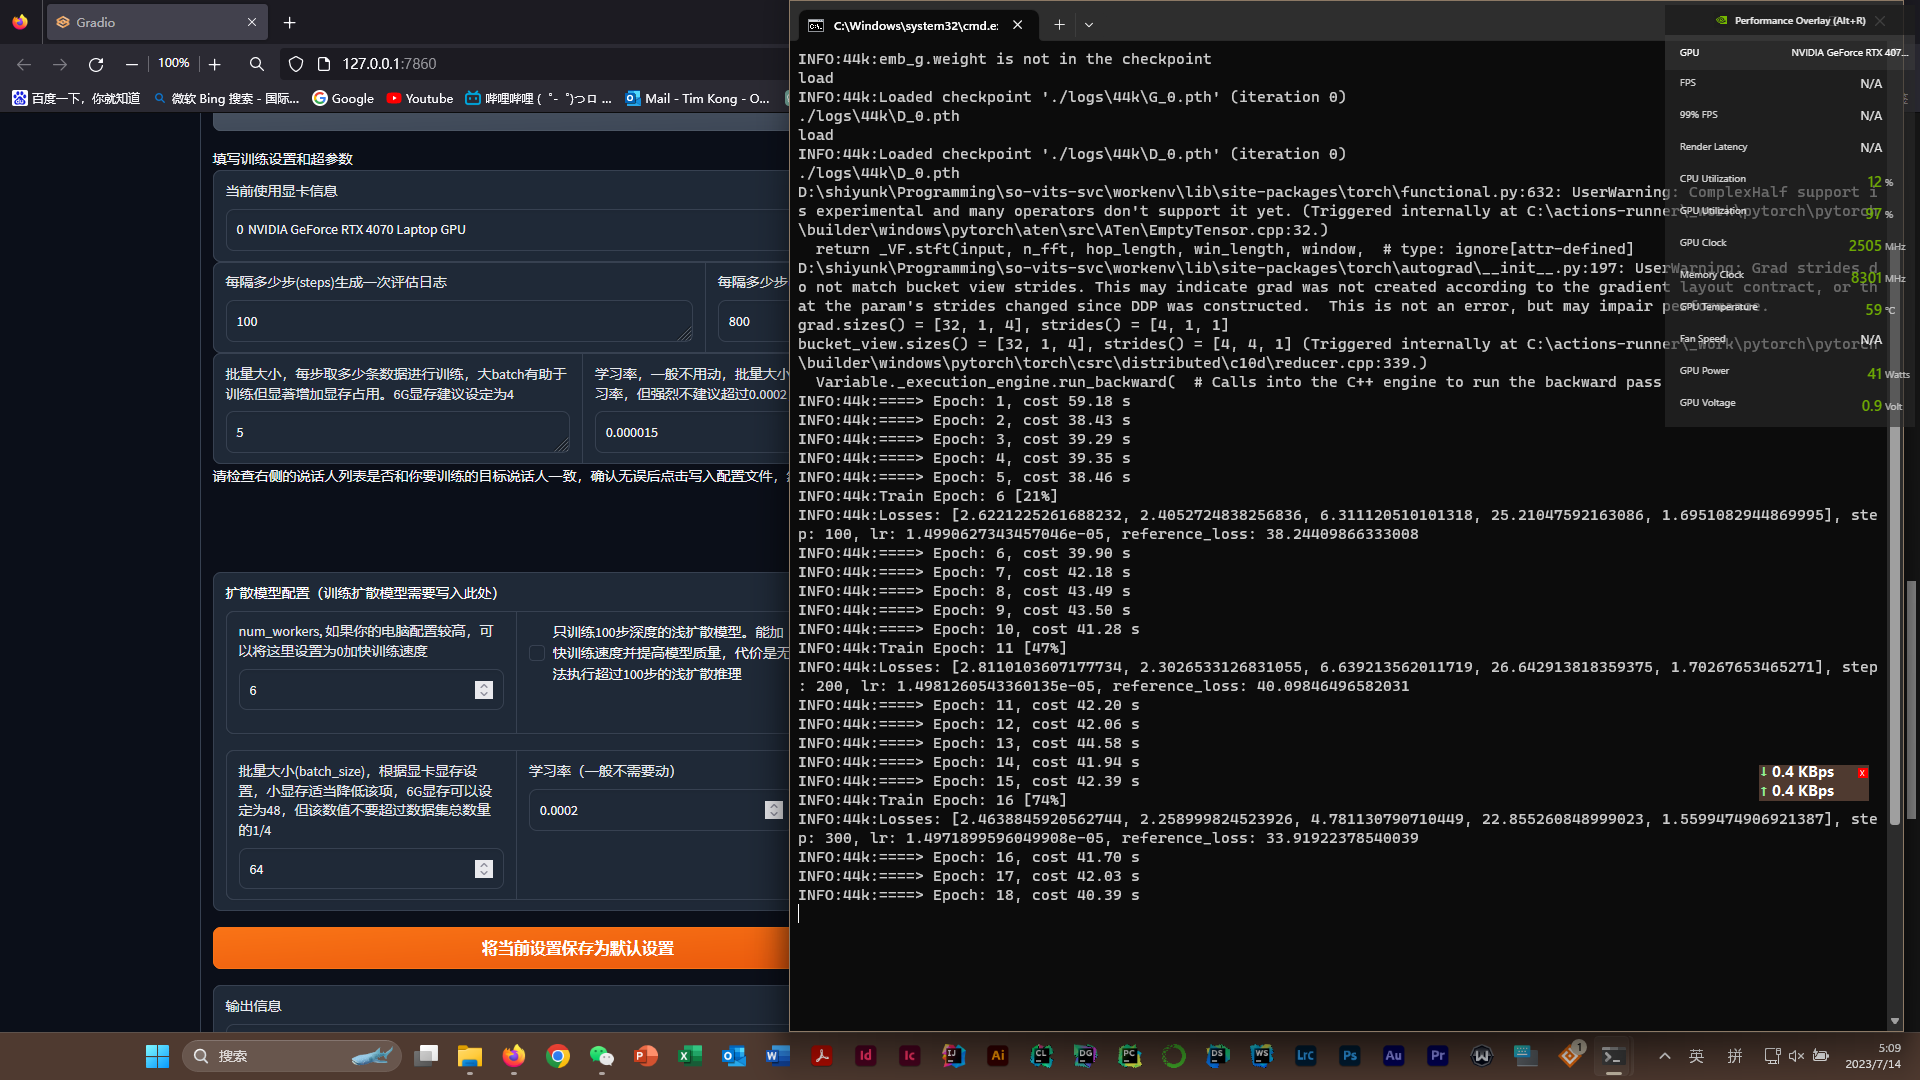 Gradio
100%
127.0.0.1:7860
百度一下，你就知道
微软 Bing 搜索 - 国际...
Google
Youtube
哔哩哔哩 ( ゜- ゜)つロ ...
Mail - Tim Kong - O...
填写训练设置和超参数
当前使用显卡信息
0 NVIDIA GeForce RTX 4070 Laptop GPU
每隔多少步(steps)生成一次评估日志
每隔多少步
100
800
批量大小，每步取多少条数据进行训练，大batch有助于
训练但显著增加显存占用。6G显存建议设定为4
学习率，一般不用动，批量大小
习率，但强烈不建议超过0.0002
5
0.000015
请检查右侧的说话人列表是否和你要训练的目标说话人一致，确认无误后点击写入配置文件，
扩散模型配置（训练扩散模型需要写入此处）
num_workers, 如果你的电脑配置较高，可
以将这里设置为0加快训练速度
6
只训练100步深度的浅扩散模型。能加
快训练速度并提高模型质量，代价是无
法执行超过100步的浅扩散推理
批量大小(batch_size)，根据显卡显存设
置，小显存适当降低该项，6G显存可以设
定为48，但该数值不要超过数据集总数量
的1/4
64
学习率（一般不需要动）
0.0002
将当前设置保存为默认设置
输出信息
C:\Windows\system32\cmd.e:
INFO:44k:emb_g.weight is not in the checkpoint
load
INFO:44k:Loaded checkpoint './logs\44k\G_0.pth' (iteration 0)
./logs\44k\D_0.pth
load
INFO:44k:Loaded checkpoint './logs\44k\D_0.pth' (iteration 0)
./logs\44k\D_0.pth
D:\shiyunk\Programming\so-vits-svc\workenv\lib\site-packages\torch\functional.py:632: UserWarning: ComplexHalf support i
s experimental and many operators don't support it yet. (Triggered internally at C:\actions-runner\_work\pytorch\pytorch
\builder\windows\pytorch\aten\src\ATen\EmptyTensor.cpp:32.)
return _VF.stft(input, n_fft, hop_length, win_length, window,  # type: ignore[attr-defined]
D:\shiyunk\Programming\so-vits-svc\workenv\lib\site-packages\torch\autograd\__init__.py:197: UserWarning: Grad strides d
o not match bucket view strides. This may indicate grad was not created according to the gradient layout contract, or th
at the param's strides changed since DDP was constructed.  This is not an error, but may impair performance.
grad.sizes() = [32, 1, 4], strides() = [4, 1, 1]
bucket_view.sizes() = [32, 1, 4], strides() = [4, 4, 1] (Triggered internally at C:\actions-runner\_work\pytorch\pytorch
\builder\windows\pytorch\torch\csrc\distributed\c10d\reducer.cpp:339.)
Variable._execution_engine.run_backward(  # Calls into the C++ engine to run the backward pass
INFO:44k:====> Epoch: 1, cost 59.18 s
INFO:44k:====> Epoch: 2, cost 38.43 s
INFO:44k:====> Epoch: 3, cost 39.29 s
INFO:44k:====> Epoch: 4, cost 39.35 s
INFO:44k:====> Epoch: 5, cost 38.46 s
INFO:44k:Train Epoch: 6 [21%]
INFO:44k:Losses: [2.6221225261688232, 2.4052724838256836, 6.311120510101318, 25.21047592163086, 1.6951082944869995], ste
p: 100, lr: 1.4990627343457046e-05, reference_loss: 38.24409866333008
INFO:44k:====> Epoch: 6, cost 39.90 s
INFO:44k:====> Epoch: 7, cost 42.18 s
INFO:44k:====> Epoch: 8, cost 43.49 s
INFO:44k:====> Epoch: 9, cost 43.50 s
INFO:44k:====> Epoch: 10, cost 41.28 s
INFO:44k:Train Epoch: 11 [47%]
INFO:44k:Losses: [2.8110103607177734, 2.3026533126831055, 6.639213562011719, 26.642913818359375, 1.70267653465271], step
: 200, lr: 1.4981260543360135e-05, reference_loss: 40.09846496582031
INFO:44k:====> Epoch: 11, cost 42.20 s
INFO:44k:====> Epoch: 12, cost 42.06 s
INFO:44k:====> Epoch: 13, cost 44.58 s
INFO:44k:====> Epoch: 14, cost 41.94 s
INFO:44k:====> Epoch: 15, cost 42.39 s
INFO:44k:Train Epoch: 16 [74%]
INFO:44k:Losses: [2.4638845920562744, 2.258999824523926, 4.781130790710449, 22.855260848999023, 1.5599474906921387], ste
p: 300, lr: 1.4971899596049908e-05, reference_loss: 33.91922378540039
INFO:44k:====> Epoch: 16, cost 41.70 s
INFO:44k:====> Epoch: 17, cost 42.03 s
INFO:44k:====> Epoch: 18, cost 40.39 s
Performance Overlay (Alt+R)
GPU NVIDIA GeForce RTX 407...
FPS N/A
99% FPS N/A
Render Latency N/A
CPU Utilization 12 %
GPU Utilization 97 %
GPU Clock 2505 MHz
Memory Clock 8301 MHz
GPU Temperature 59 °C
Fan Speed N/A
GPU Power 41 Watts
GPU Voltage 0.9 Volt
↓ 0.4 KBps x
↑ 0.4 KBps
搜索
英
拼
5:09
2023/7/14